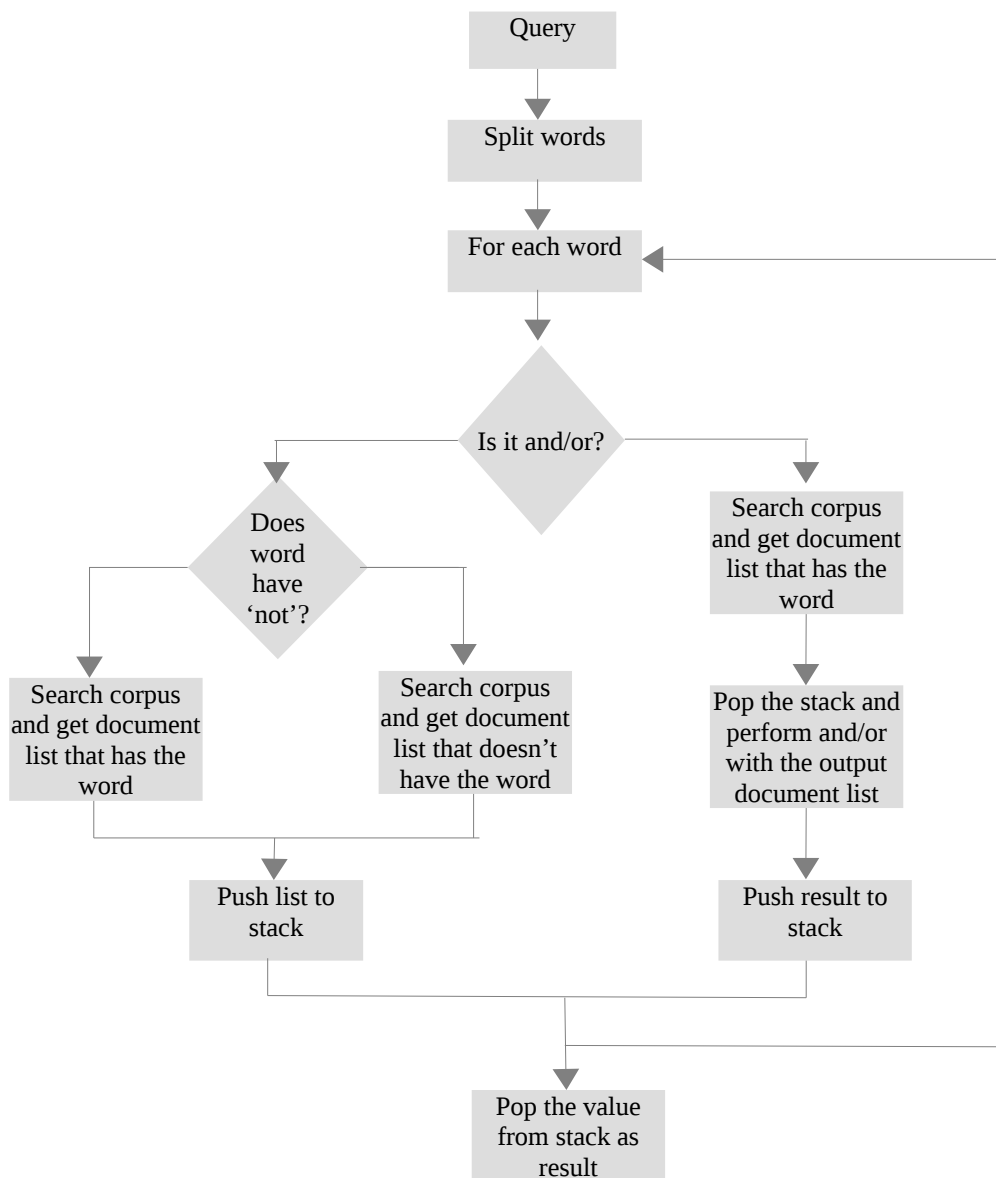 Query
Split words
For each word
Is it and/or?
Does
word
have
‘not’?
Search corpus
and get document
list that has the
word
Search corpus
and get document
list that has the
word
Search corpus
and get document
list that doesn’t
have the word
Pop the stack and
perform and/or
with the output
document list
Push list to
stack
Push result to
stack
Pop the value
from stack as
result